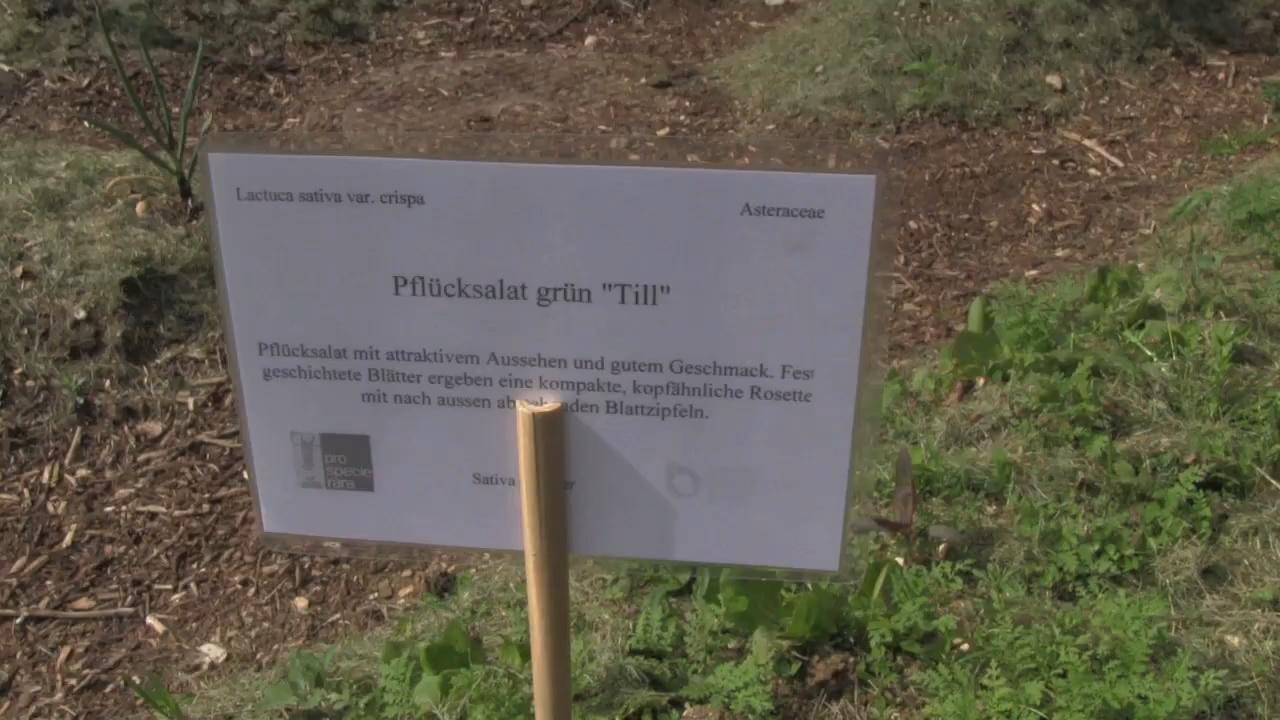 Lactuca sativa var. crispa
Asteraceae
Pflücksalat grün "Till"
Pflücksalat mit attraktivem Aussehen und gutem Geschmack. Fest
geschichtete Blätter ergeben eine kompakte, kopfähnliche Rosette
mit nach aussen Blattzipfeln.
pro
specie
rara
Sativa